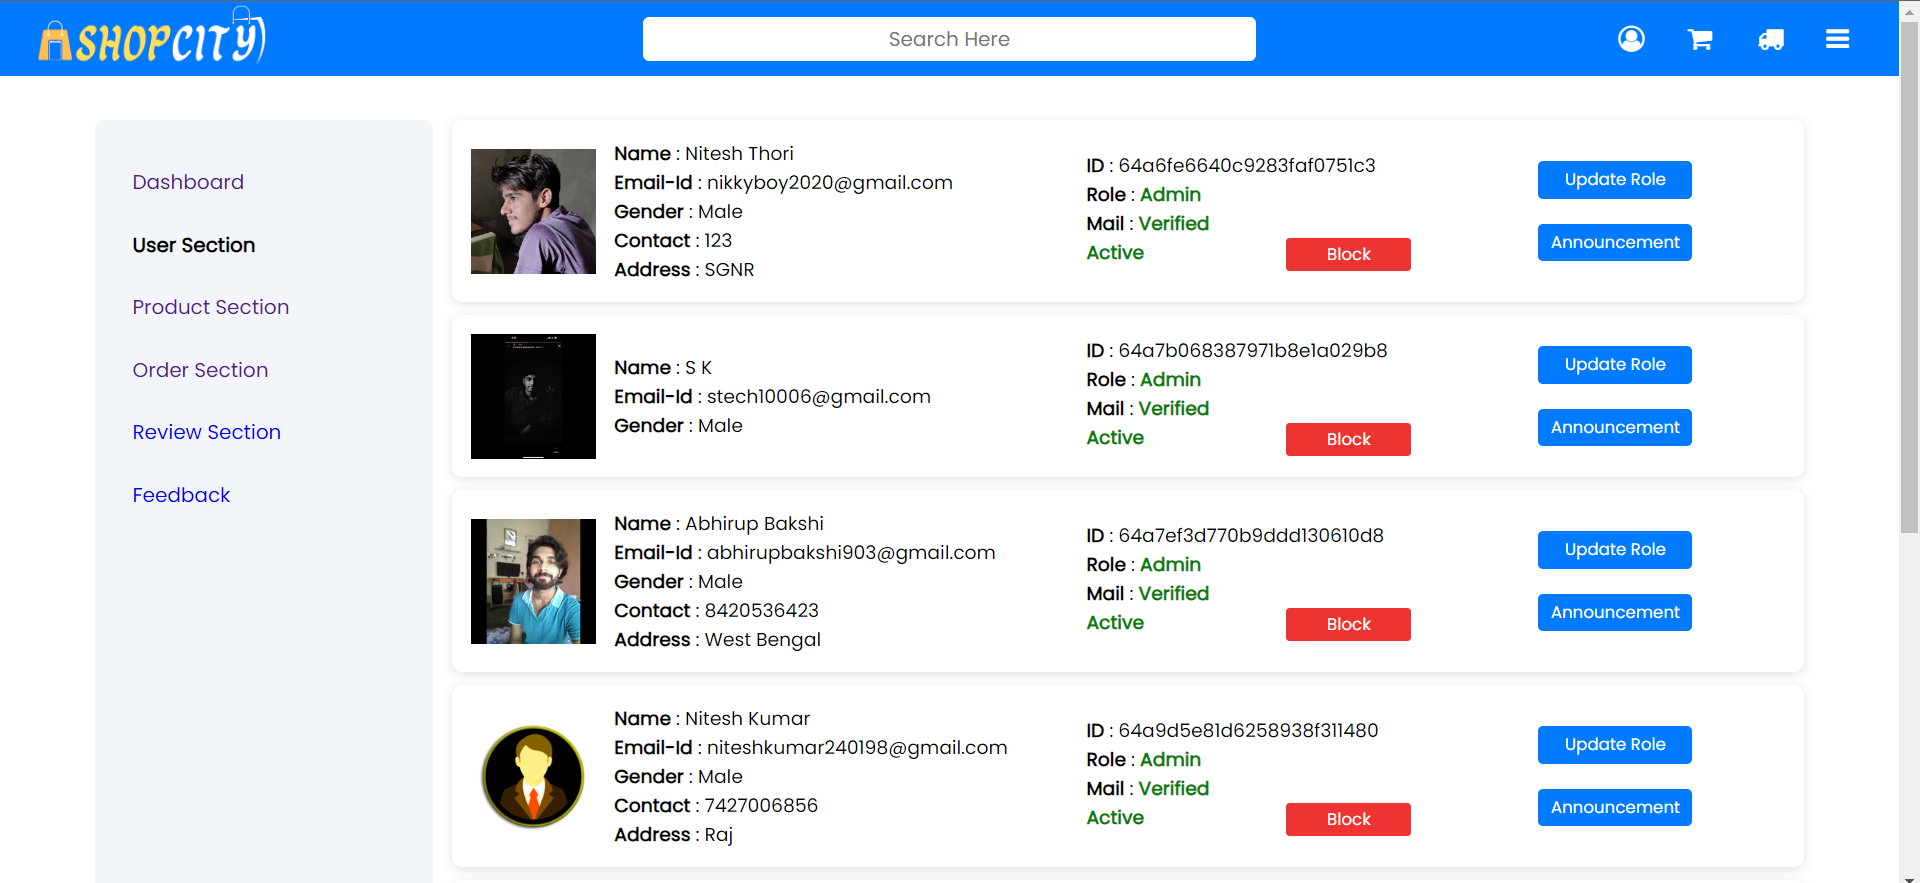 SHOPCITY
Search Here
Dashboard
User Section
Product Section
Order Section
Review Section
Feedback
Name : Nitesh Thori
Email-Id : nikkyboy2020@gmail.com
Gender : Male
Contact : 123
Address : SGNR
ID : 64a6fe6640c9283faf0751c3
Role : Admin
Mail : Verified
Active
Block
Update Role
Announcement
Name : S K
Email-Id : stech10006@gmail.com
Gender : Male
ID : 64a7b068387971b8e1a029b8
Role : Admin
Mail : Verified
Active
Block
Update Role
Announcement
Name : Abhirup Bakshi
Email-Id : abhirupbakshi903@gmail.com
Gender : Male
Contact : 8420536423
Address : West Bengal
ID : 64a7ef3d770b9ddd130610d8
Role : Admin
Mail : Verified
Active
Block
Update Role
Announcement
Name : Nitesh Kumar
Email-Id : niteshkumar240198@gmail.com
Gender : Male
Contact : 7427006856
Address : Raj
ID : 64a9d5e81d6258938f311480
Role : Admin
Mail : Verified
Active
Block
Update Role
Announcement